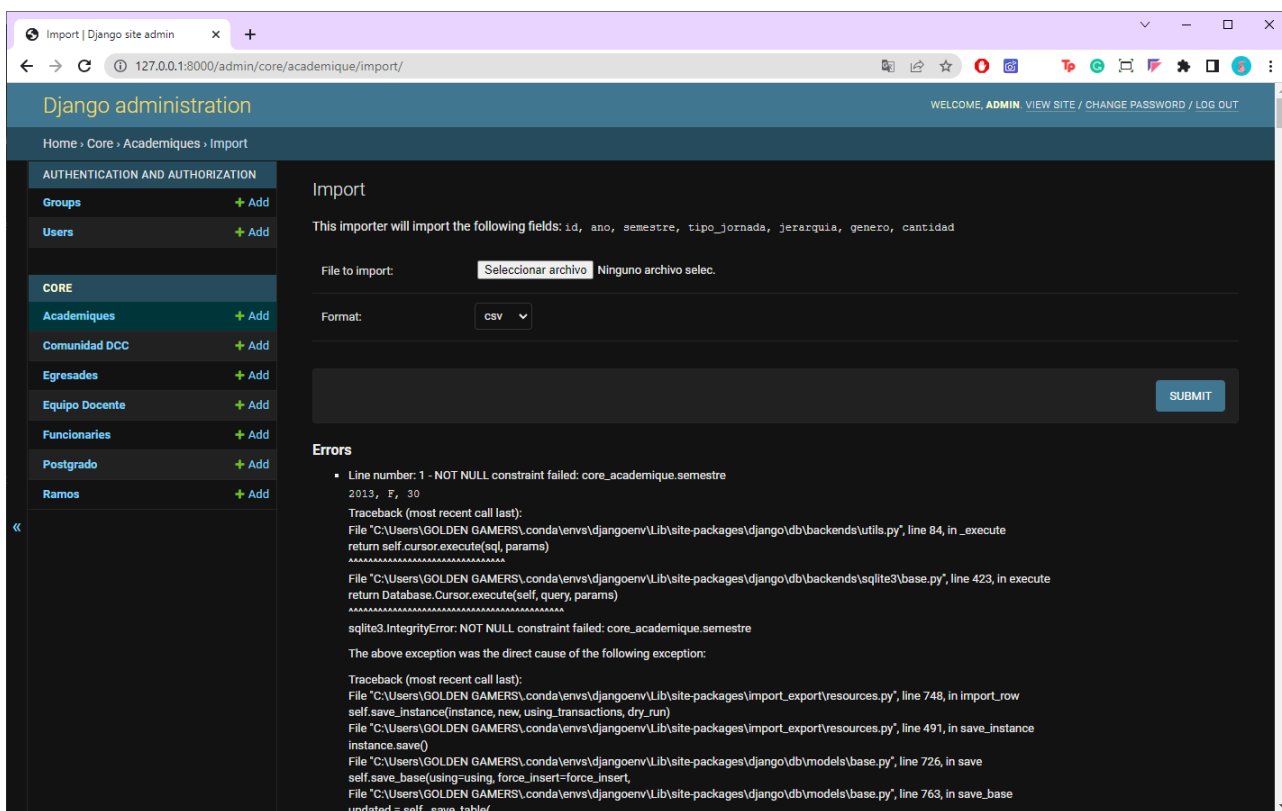 Import | Django site admin
127.0.0.1:8000/admin/core/academique/import/
Django administration
WELCOME, ADMIN. VIEW SITE / CHANGE PASSWORD / LOG OUT
Home › Core › Academiques › Import
AUTHENTICATION AND AUTHORIZATION
Groups + Add
Users + Add
CORE
Academiques + Add
Comunidad DCC + Add
Egresades + Add
Equipo Docente + Add
Funcionaries + Add
Postgrado + Add
Ramos + Add
«
Import
This importer will import the following fields: id, ano, semestre, tipo_jornada, jerarquia, genero, cantidad
File to import: Seleccionar archivo Ninguno archivo selec.
Format: csv
SUBMIT
Errors
Line number: 1 - NOT NULL constraint failed: core_academique.semestre
2013, F, 30
Traceback (most recent call last):
File "C:\Users\GOLDEN GAMERS\.conda\envs\djangoenv\Lib\site-packages\django\db\backends\utils.py", line 84, in _execute
return self.cursor.execute(sql, params)
^^^^^^^^^^^^^^^^^^^^^^^^^^^^^^^^
File "C:\Users\GOLDEN GAMERS\.conda\envs\djangoenv\Lib\site-packages\django\db\backends\sqlite3\base.py", line 423, in execute
return Database.Cursor.execute(self, query, params)
^^^^^^^^^^^^^^^^^^^^^^^^^^^^^^^^^^^^^^^^^^^^
sqlite3.IntegrityError: NOT NULL constraint failed: core_academique.semestre
The above exception was the direct cause of the following exception:
Traceback (most recent call last):
File "C:\Users\GOLDEN GAMERS\.conda\envs\djangoenv\Lib\site-packages\import_export\resources.py", line 748, in import_row
self.save_instance(instance, new, using_transactions, dry_run)
File "C:\Users\GOLDEN GAMERS\.conda\envs\djangoenv\Lib\site-packages\import_export\resources.py", line 491, in save_instance
instance.save()
File "C:\Users\GOLDEN GAMERS\.conda\envs\djangoenv\Lib\site-packages\django\db\models\base.py", line 726, in save
self.save_base(using=using, force_insert=force_insert,
File "C:\Users\GOLDEN GAMERS\.conda\envs\djangoenv\Lib\site-packages\django\db\models\base.py", line 763, in save_base
updated = self._save_table(